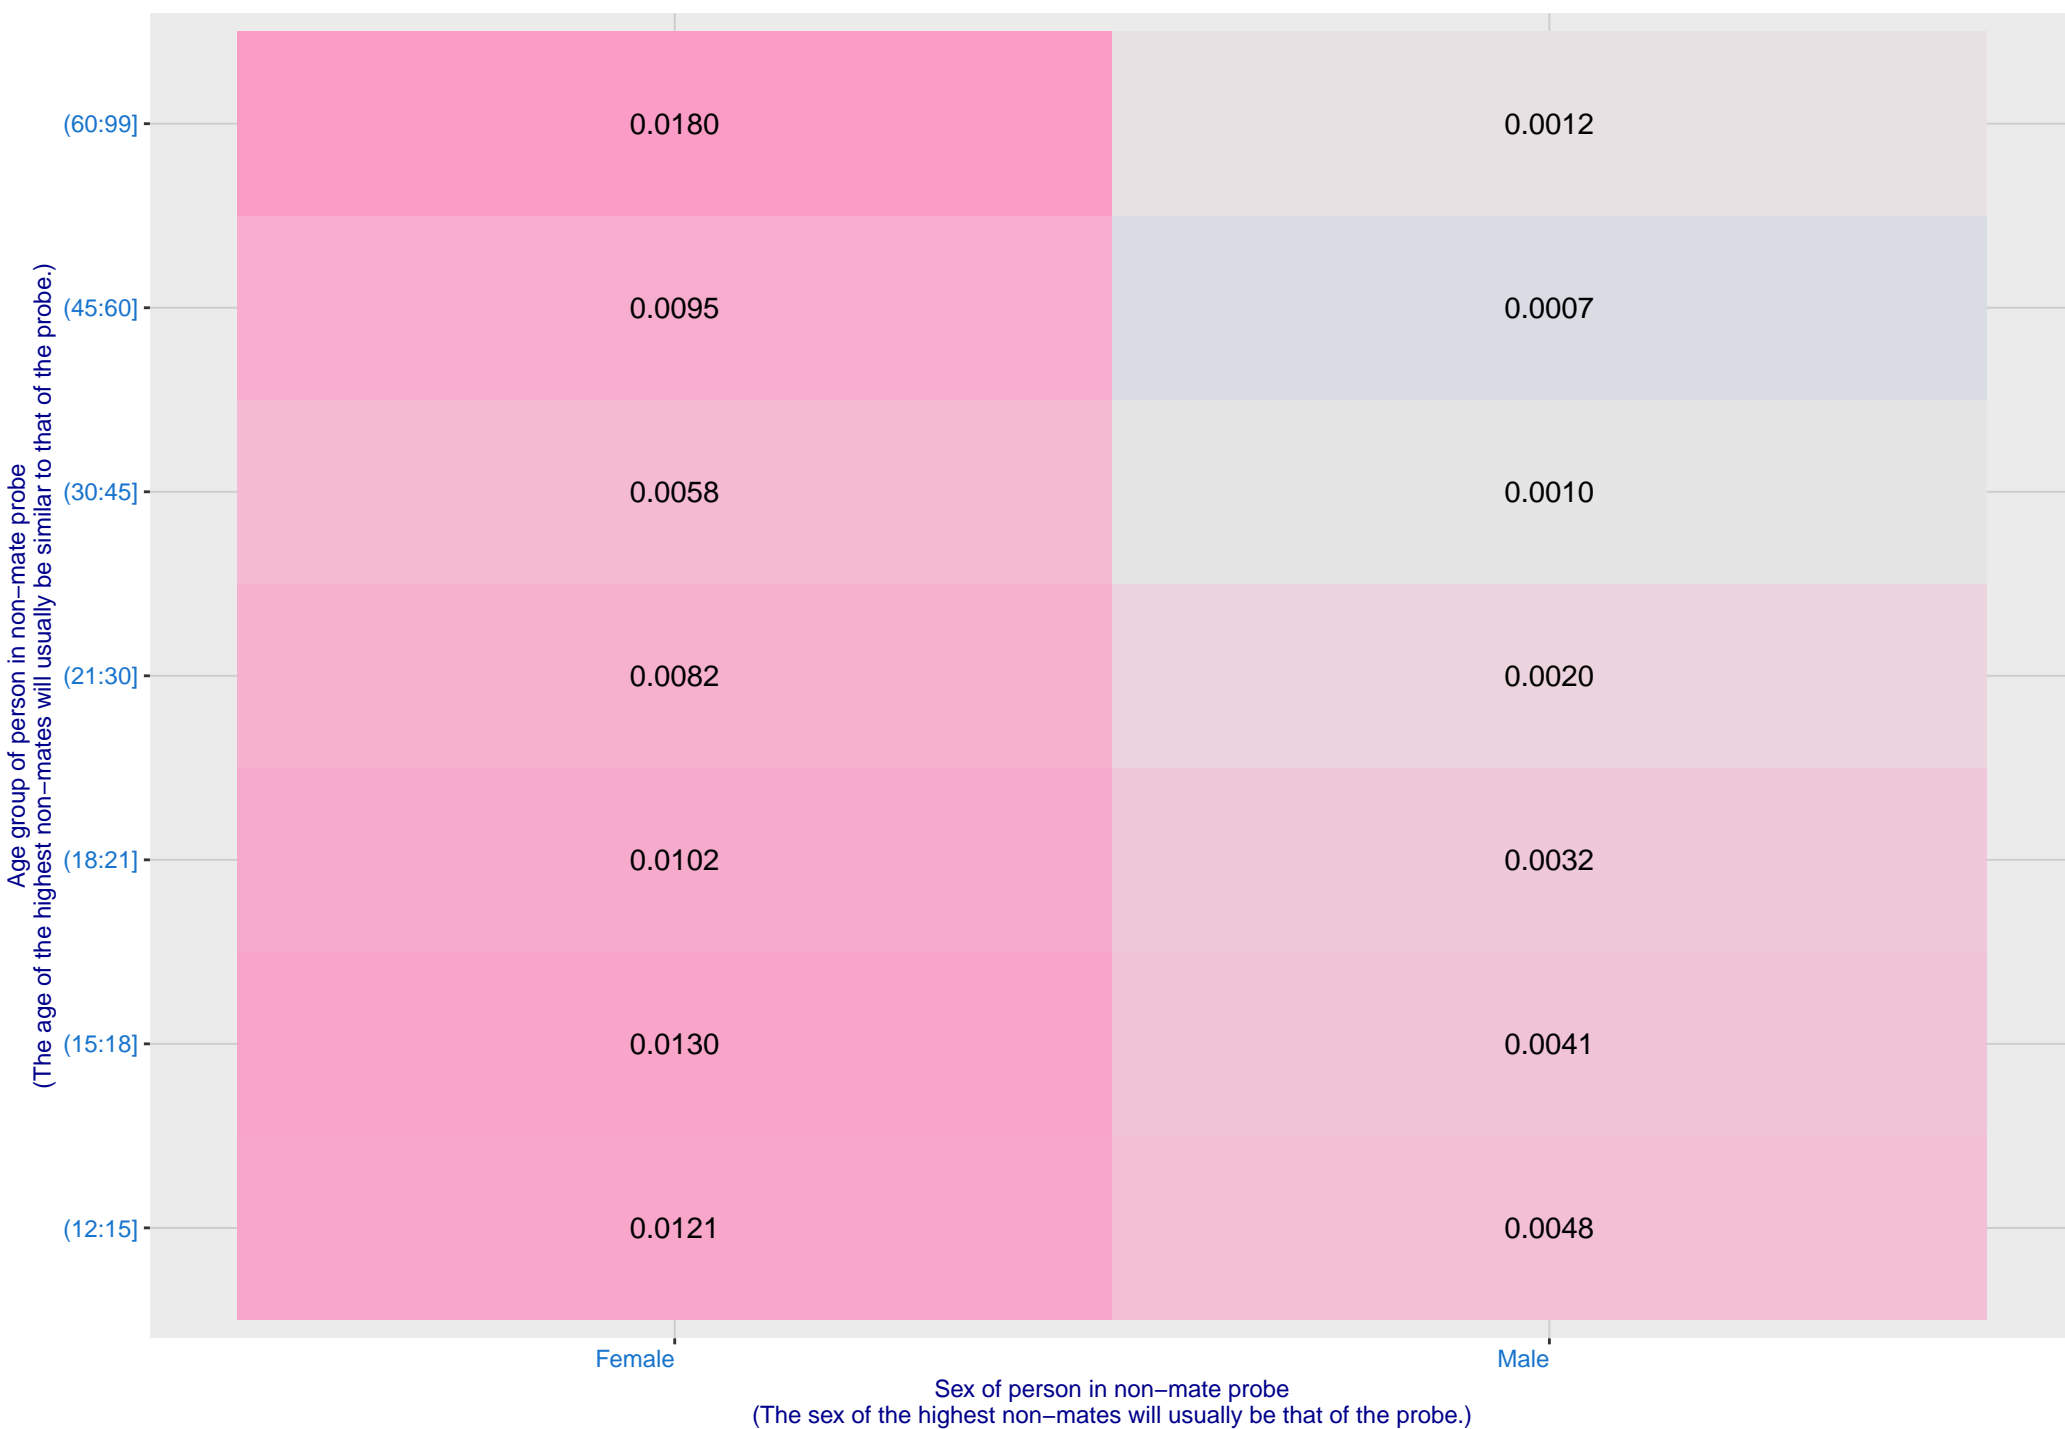 Age group of person in non−mate probe
(The age of the highest non−mates will usually be similar to that of the probe.)
(60:99] 0.0180 0.0012
(45:60] 0.0095 0.0007
(30:45] 0.0058 0.0010
(21:30] 0.0082 0.0020
(18:21] 0.0102 0.0032
(15:18] 0.0130 0.0041
(12:15] 0.0121 0.0048
Female Male
Sex of person in non−mate probe
(The sex of the highest non−mates will usually be that of the probe.)